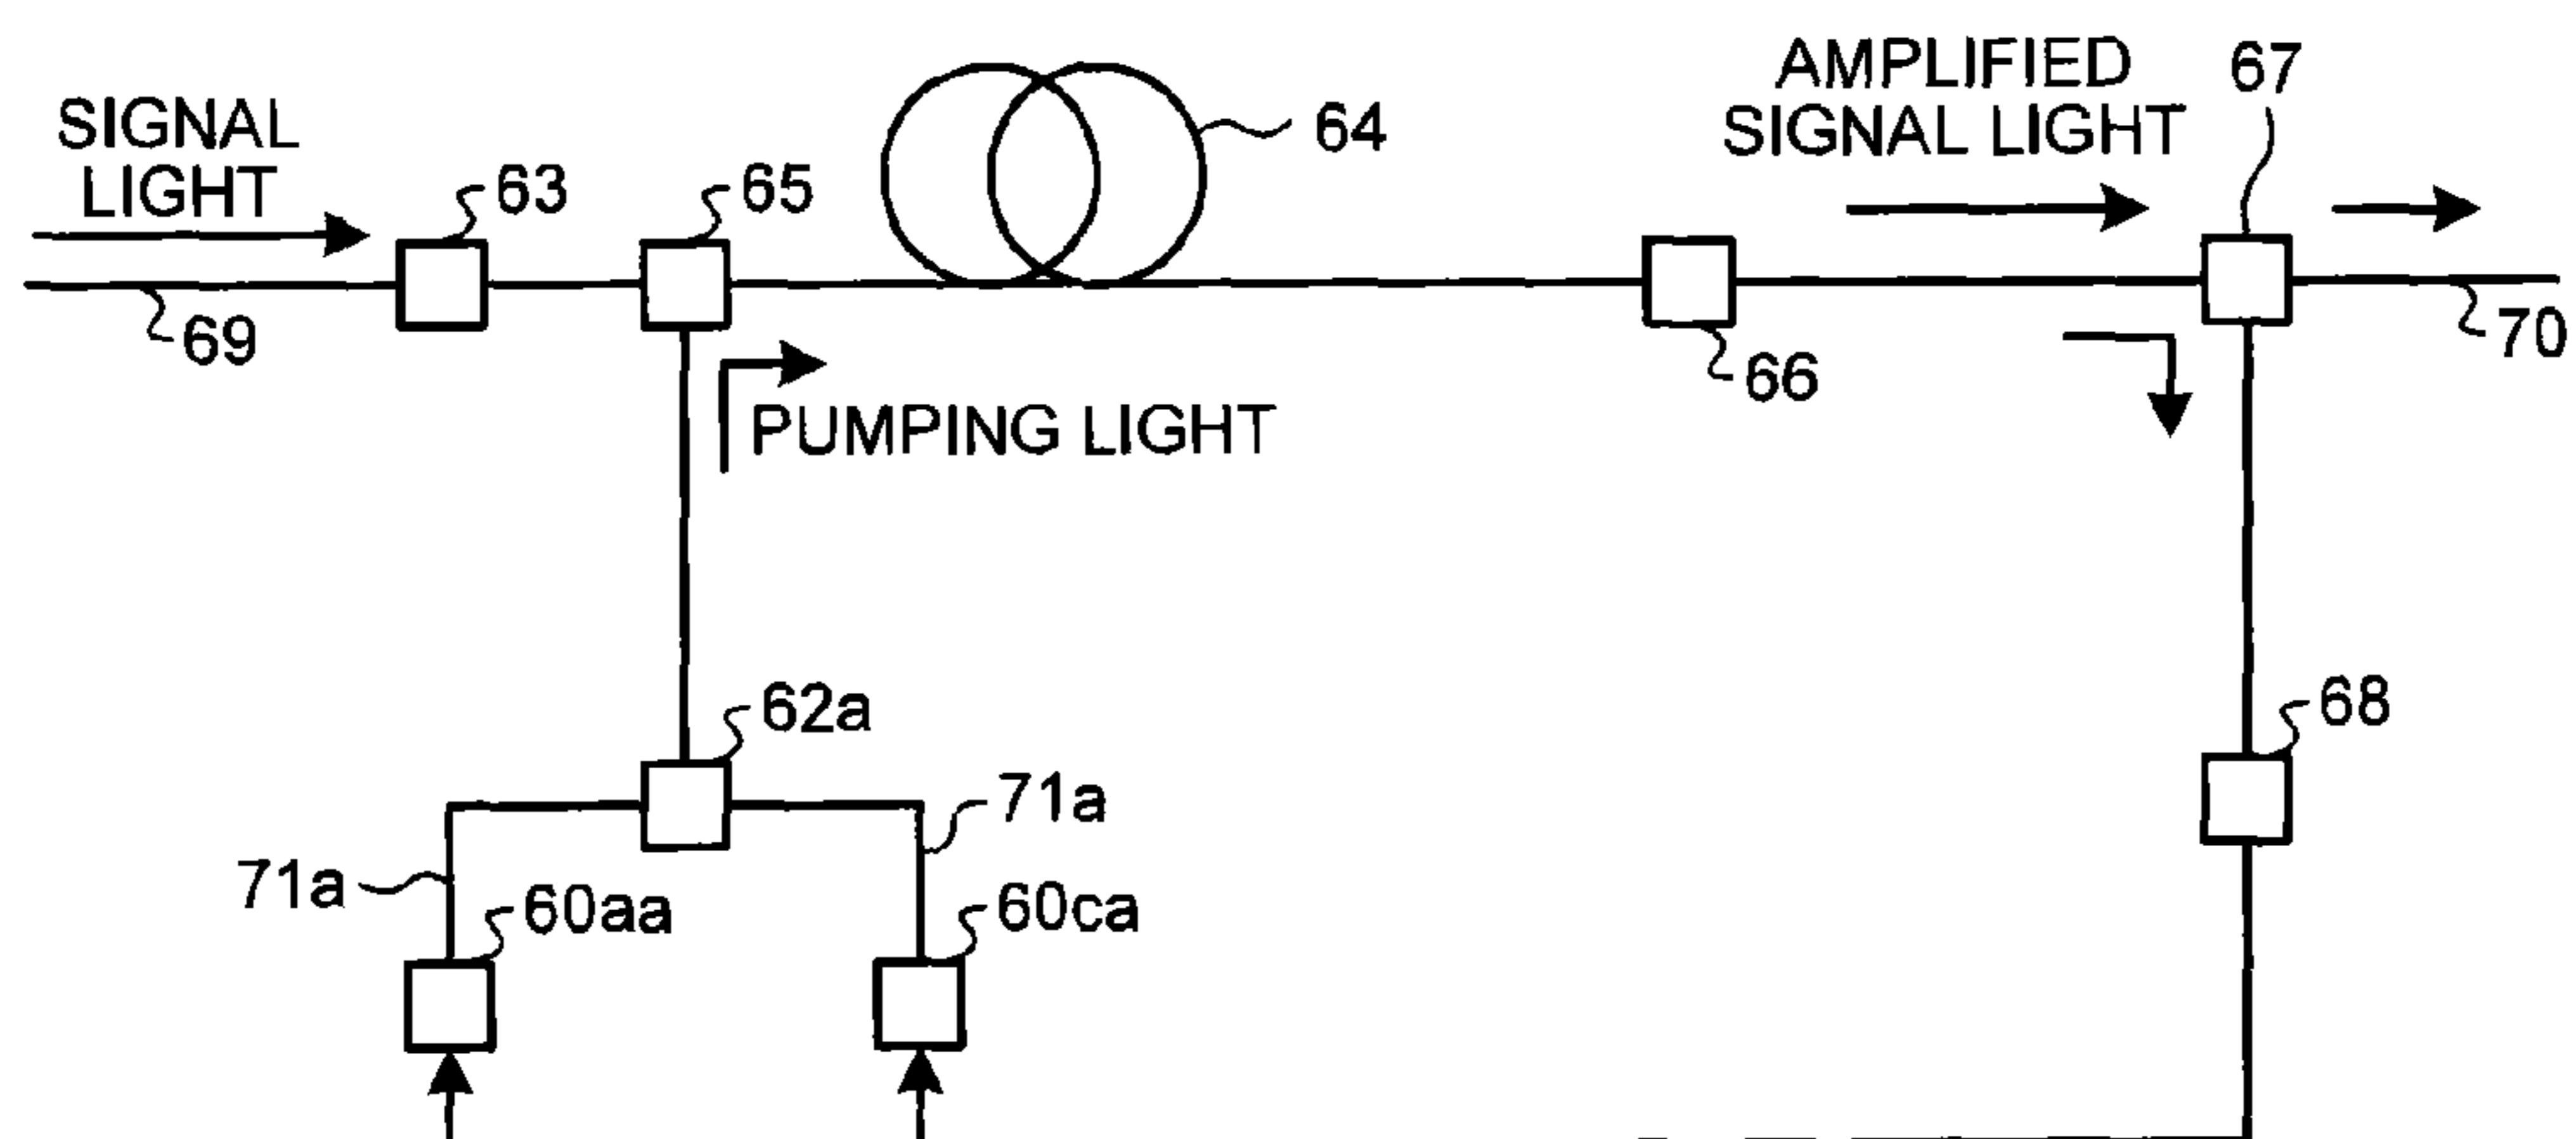 AMPLIFIED
SIGNAL LIGHT
67
SIGNAL
LIGHT
64
63
65
69
66
70
PUMPING LIGHT
62a
68
71a
71a
60aa
60ca